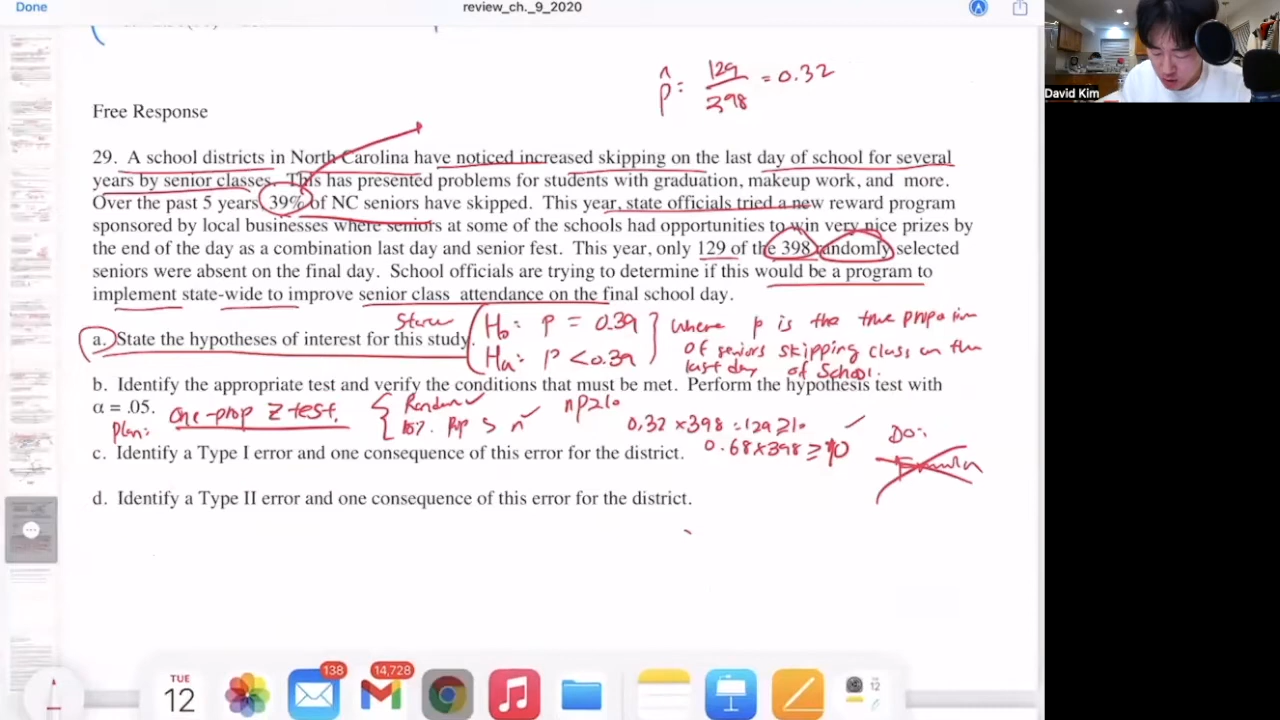 Done
review_ch._9_2020
p̂ = 129/398 = 0.32
David Kim
Free Response
29. A school districts in North Carolina have noticed increased skipping on the last day of school for several
years by senior classes. This has presented problems for students with graduation, makeup work, and more.
Over the past 5 years, 39% of NC seniors have skipped. This year, state officials tried a new reward program
sponsored by local businesses where seniors at some of the schools had opportunities to win very nice prizes by
the end of the day as a combination last day and senior fest. This year, only 129 of the 398 randomly selected
seniors were absent on the final day. School officials are trying to determine if this would be a program to
implement state-wide to improve senior class attendance on the final school day.
State
H₀: p = 0.39
Hₐ: p < 0.39
where p is the true proportion
of seniors skipping class on the
last day of school.
a. State the hypotheses of interest for this study.
b. Identify the appropriate test and verify the conditions that must be met. Perform the hypothesis test with
α = .05. one-prop z test.
Plan:
Random ✓
10% Pop > n ✓
np≥10
0.32 × 398 = 129 ≥10 ✓
0.68 × 398 ≥ 10
Do:
c. Identify a Type I error and one consequence of this error for the district.
d. Identify a Type II error and one consequence of this error for the district.
138
14,728
TUE
12
12